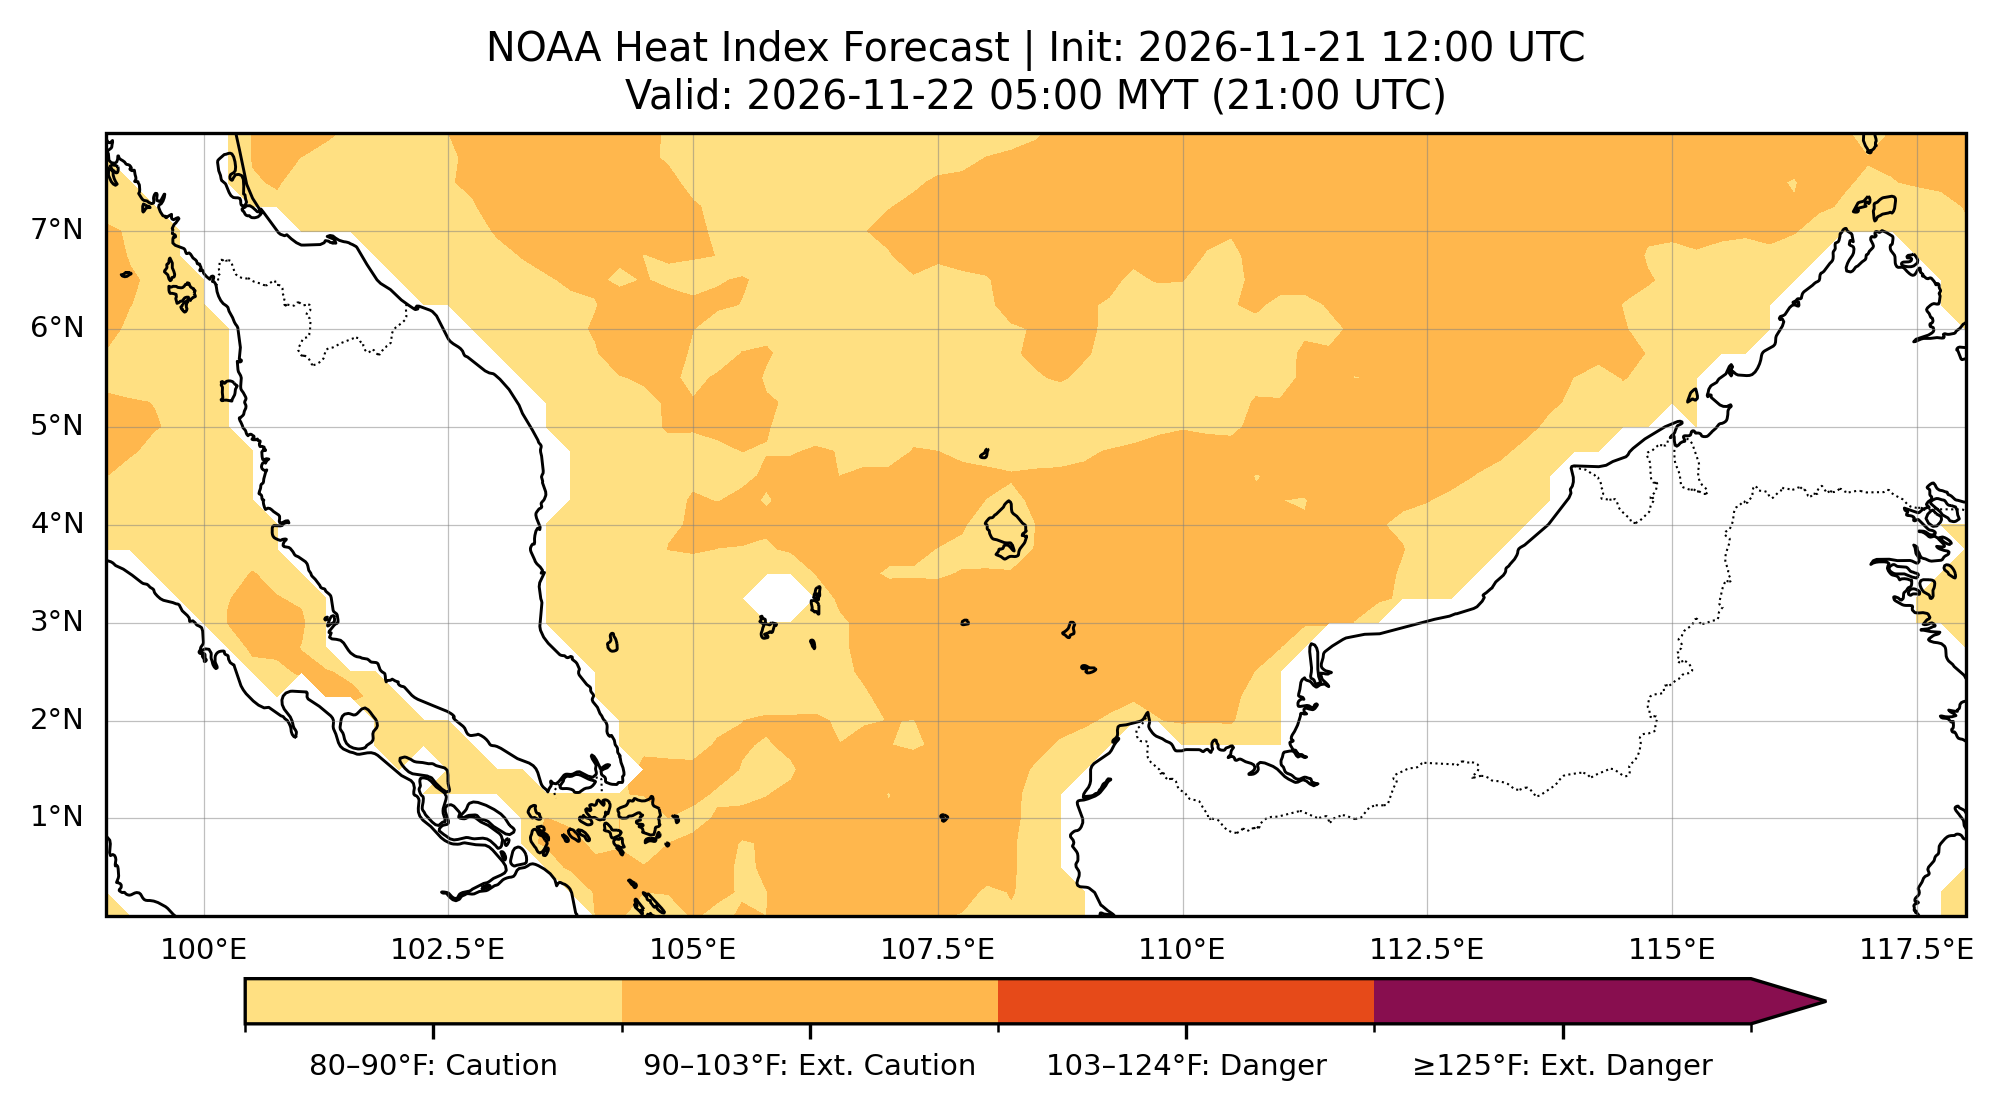 NOAA Heat Index Forecast | Init: 2026-11-21 12:00 UTC
Valid: 2026-11-22 05:00 MYT (21:00 UTC)
7°N
6°N
5°N
4°N
3°N
2°N
1°N
100°E 102.5°E 105°E 107.5°E 110°E 112.5°E 115°E 117.5°E
80–90°F: Caution 90–103°F: Ext. Caution 103–124°F: Danger ≥125°F: Ext. Danger